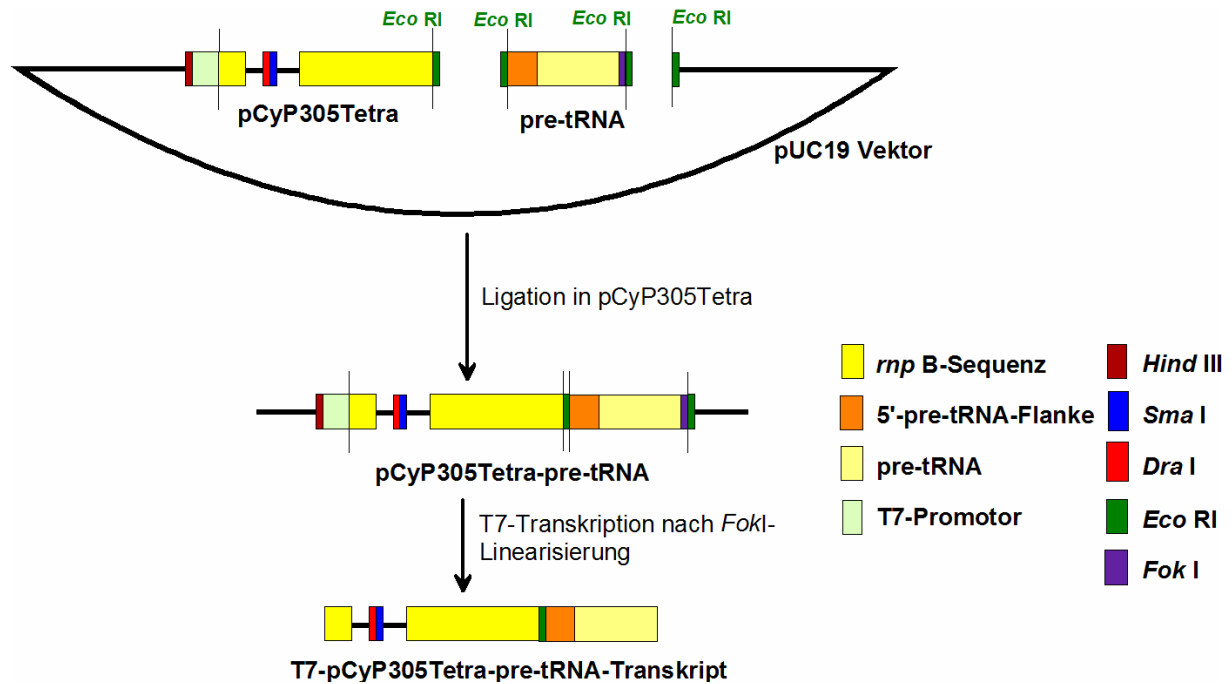 Eco RI
Eco RI
Eco RI
Eco RI
pCyP305Tetra
pre-tRNA
pUC19 Vektor
Ligation in pCyP305Tetra
pCyP305Tetra-pre-tRNA
T7-Transkription nach FokI-
Linearisierung
T7-pCyP305Tetra-pre-tRNA-Transkript
rnp B-Sequenz
5'-pre-tRNA-Flanke
pre-tRNA
T7-Promotor
Hind III
Sma I
Dra I
Eco RI
Fok I